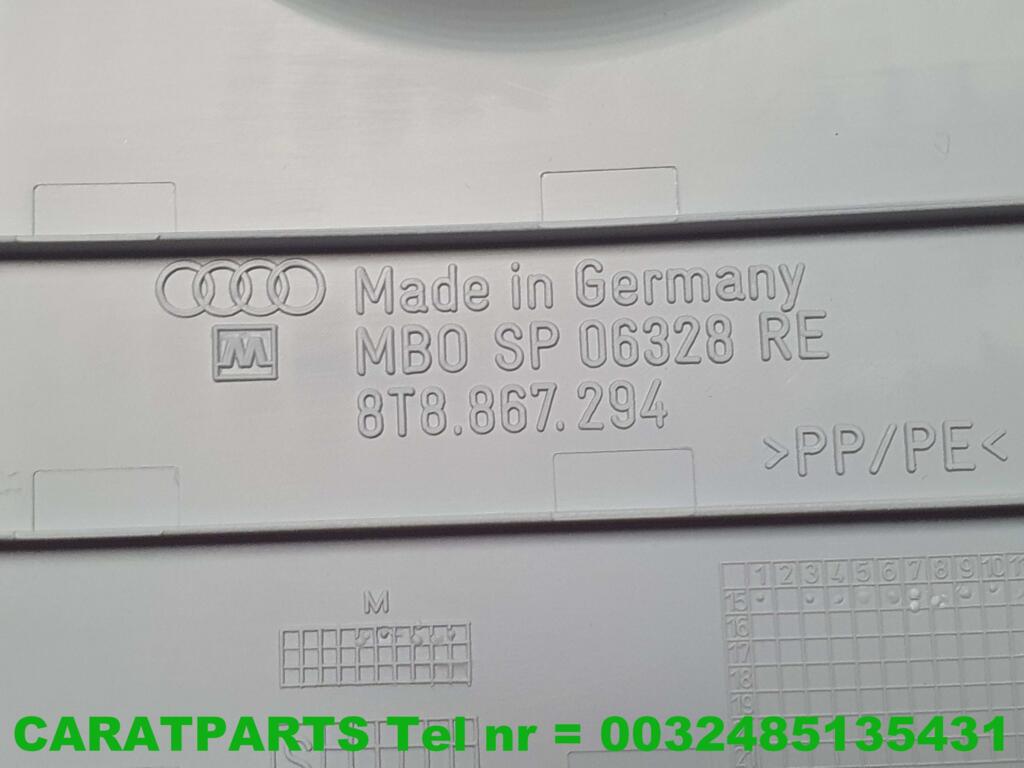 Made in Germany
MBO SP 06328 RE
8T8.867.294
>PP/PE<
M
1 2 3 4 5 6 7 8 9 10
15
16
17
18
19
CARATPARTS Tel nr = 0032485135431